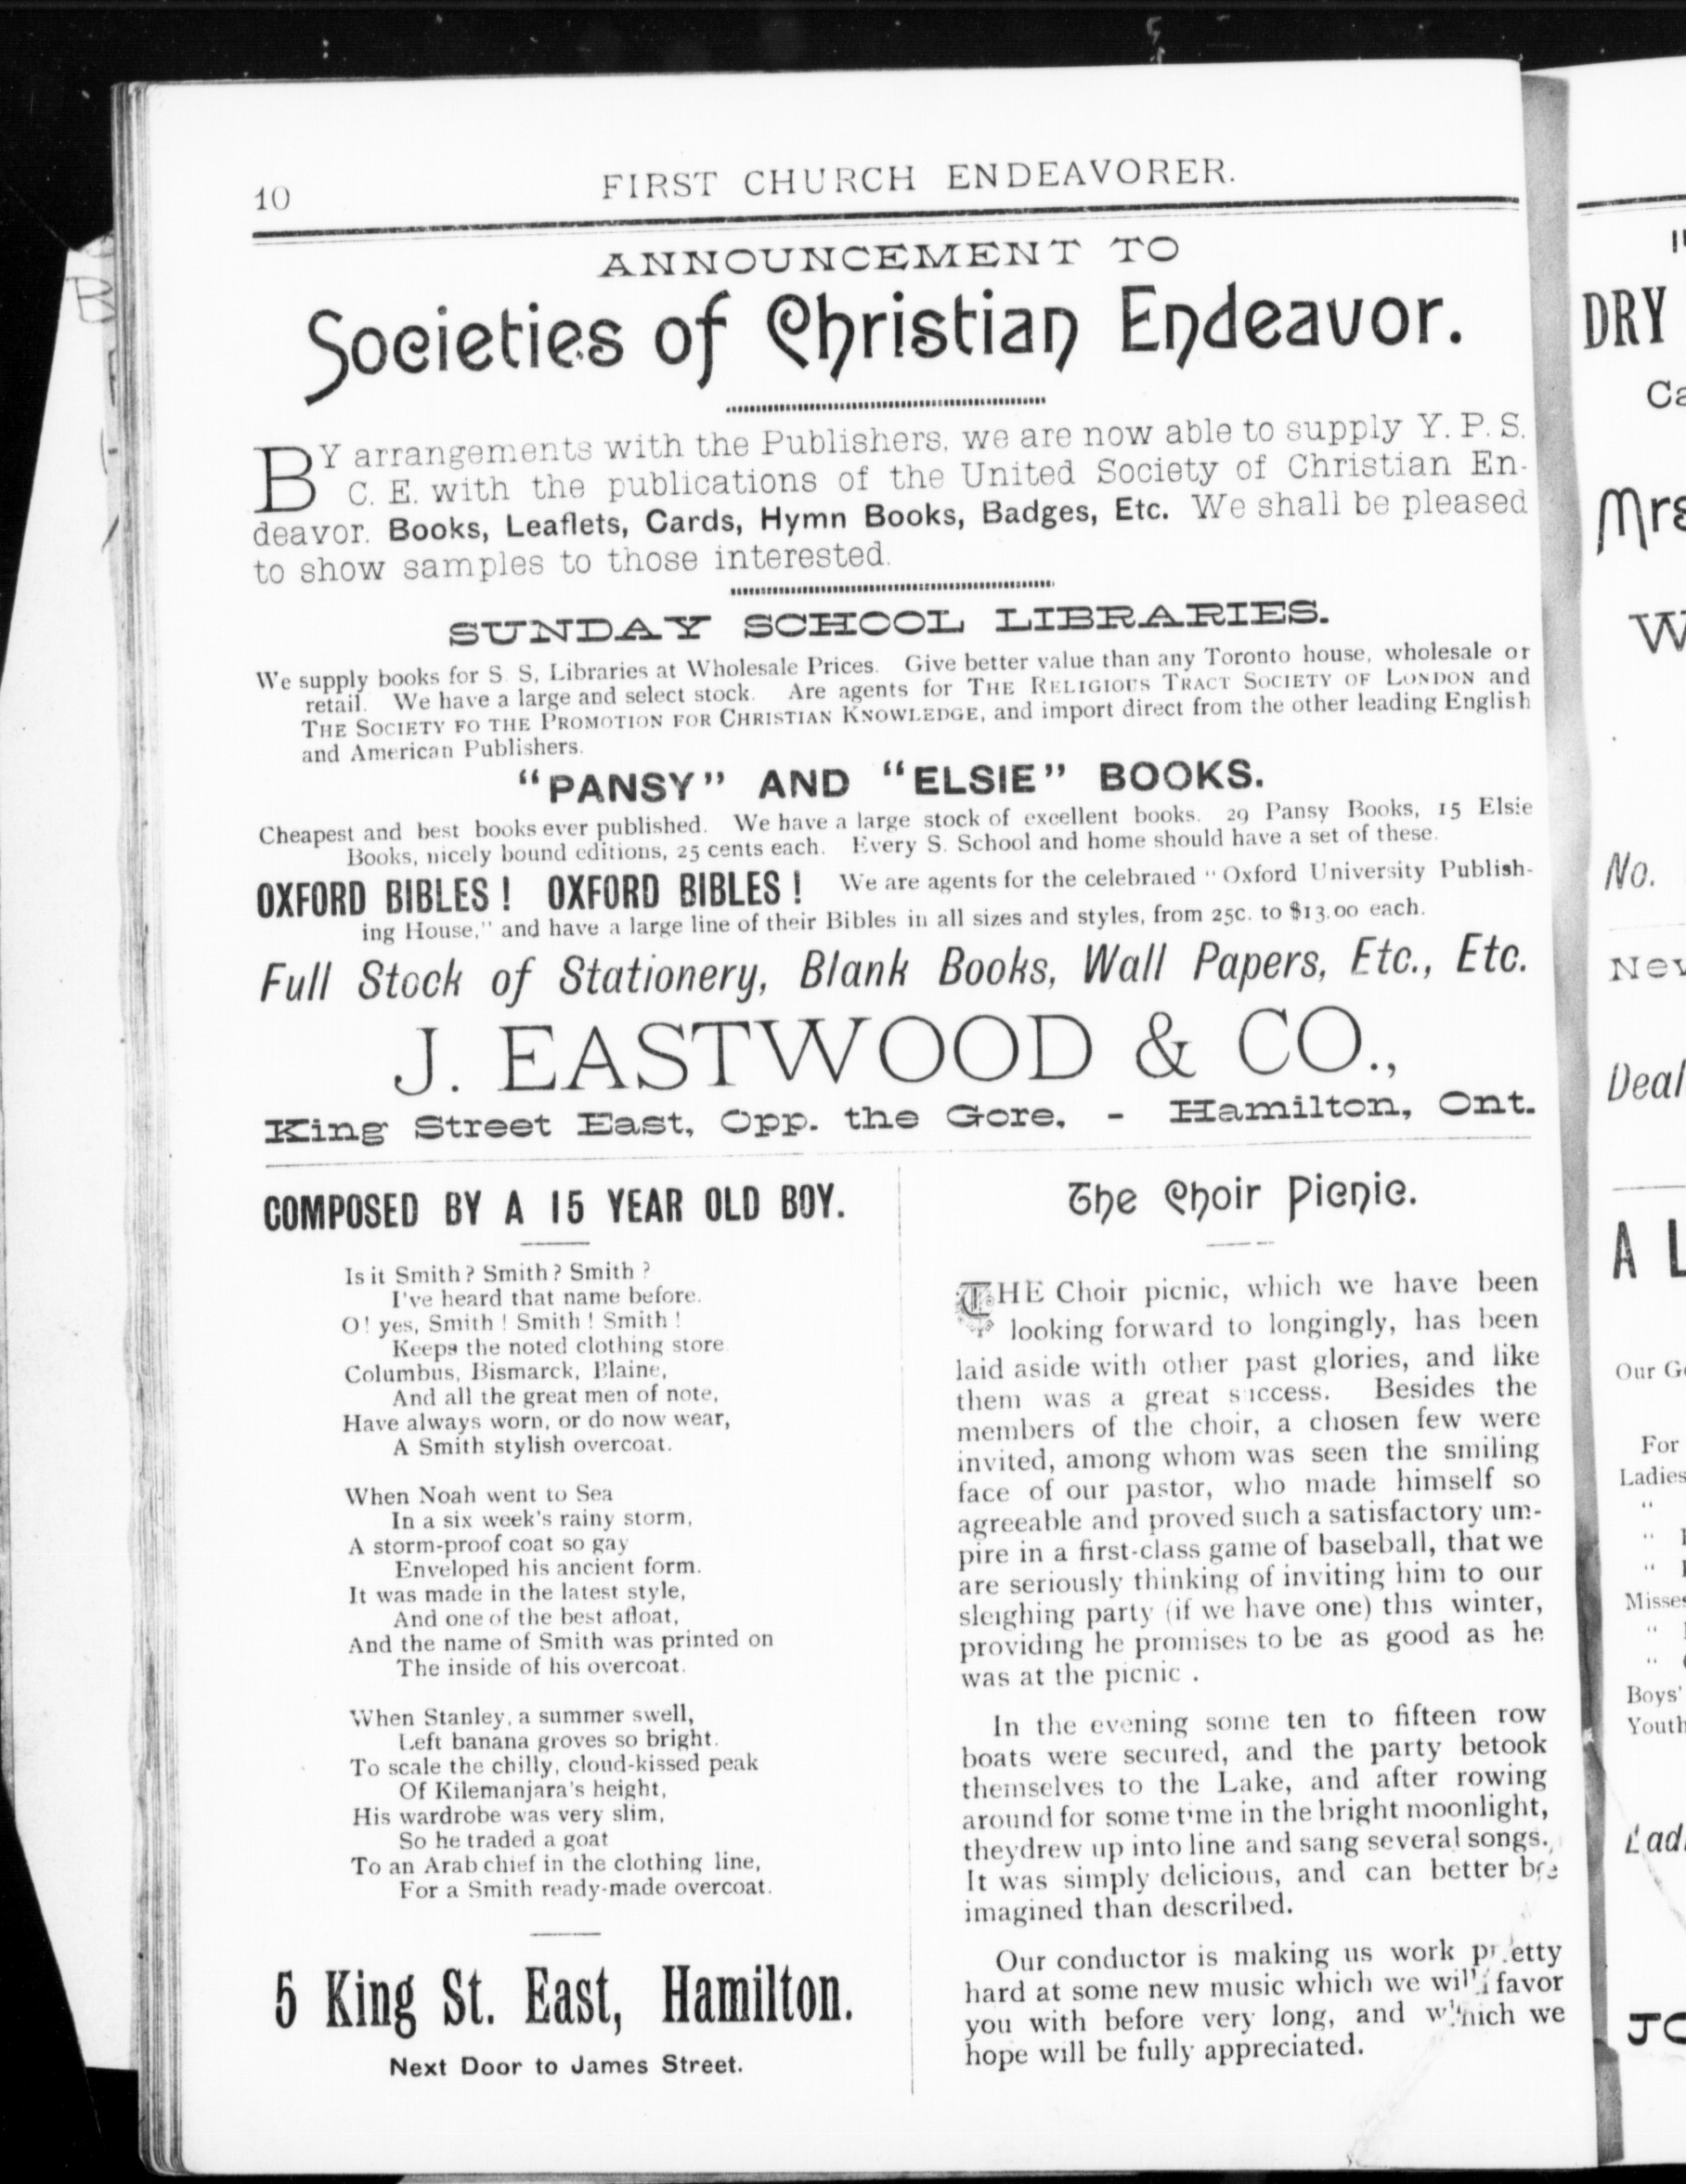 10
FIRST CHURCH ENDEAVORER.
ANNOUNCEMENT TO
Societies of Christian Endeavor.
BY arrangements with the Publishers, we are now able to supply Y. P. S.
C. E. with the publications of the United Society of Christian En-
deavor. Books, Leaflets, Cards, Hymn Books, Badges, Etc. We shall be pleased
to show samples to those interested.
SUNDAY SCHOOL LIBRARIES.
We supply books for S. S, Libraries at Wholesale Prices. Give better value than any Toronto house, wholesale or
retail. We have a large and select stock. Are agents for THE RELIGIOUS TRACT SOCIETY OF LONDON and
THE SOCIETY FO THE PROMOTION FOR CHRISTIAN KNOWLEDGE, and import direct from the other leading English
and American Publishers.
"PANSY" AND "ELSIE" BOOKS.
Cheapest and best books ever published. We have a large stock of excellent books. 29 Pansy Books, 15 Elsie
Books, nicely bound editions, 25 cents each. Every S. School and home should have a set of these.
OXFORD BIBLES! OXFORD BIBLES! We are agents for the celebrated "Oxford University Publish-
ing House," and have a large line of their Bibles in all sizes and styles, from 25c. to $13.00 each.
Full Stock of Stationery, Blank Books, Wall Papers, Etc., Etc.
J. EASTWOOD & CO.,
King Street East, Opp. the Gore, - Hamilton, Ont.
COMPOSED BY A 15 YEAR OLD BOY.
Is it Smith? Smith? Smith?
I've heard that name before.
O! yes, Smith! Smith! Smith!
Keeps the noted clothing store
Columbus, Bismarck, Blaine,
And all the great men of note,
Have always worn, or do now wear,
A Smith stylish overcoat.
When Noah went to Sea
In a six week's rainy storm,
A storm-proof coat so gay
Enveloped his ancient form.
It was made in the latest style,
And one of the best afloat,
And the name of Smith was printed on
The inside of his overcoat.
When Stanley, a summer swell,
Left banana groves so bright.
To scale the chilly, cloud-kissed peak
Of Kilemanjara's height,
His wardrobe was very slim,
So he traded a goat
To an Arab chief in the clothing line,
For a Smith ready-made overcoat.
5 King St. East, Hamilton.
Next Door to James Street.
The Choir Picnic.
THE Choir picnic, which we have been
looking forward to longingly, has been
laid aside with other past glories, and like
them was a great success. Besides the
members of the choir, a chosen few were
invited, among whom was seen the smiling
face of our pastor, who made himself so
agreeable and proved such a satisfactory um-
pire in a first-class game of baseball, that we
are seriously thinking of inviting him to our
sleighing party (if we have one) this winter,
providing he promises to be as good as he
was at the picnic .
In the evening some ten to fifteen row
boats were secured, and the party betook
themselves to the Lake, and after rowing
around for some time in the bright moonlight,
theydrew up into line and sang several songs.
It was simply delicious, and can better be
imagined than described.
Our conductor is making us work pretty
hard at some new music which we will favor
you with before very long, and which we
hope will be fully appreciated.
DRY
Mrs
No.
Our
For
Ladies
Misses
Boys'
Youth